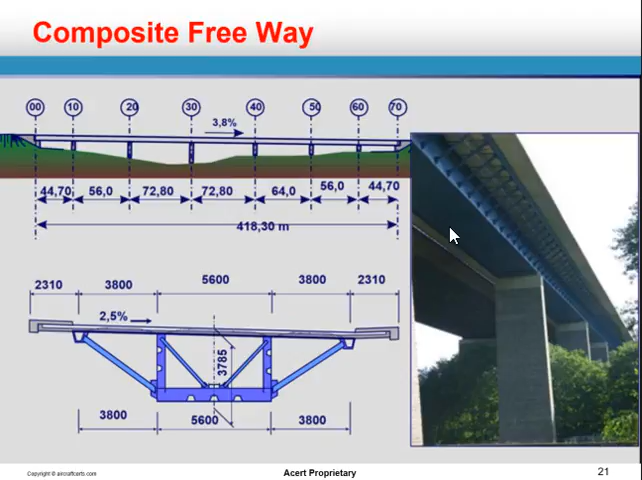 Composite Free Way
00 10 20 30 40 50 60 70
3,8%
44,70 56,0 72,80 72,80 64,0 56,0 44,70
418,30 m
2310 3800 5600 3800 2310
2,5%
3785
3800 5600 3800
Copyright © aircraftcerts.com
Acert Proprietary
21